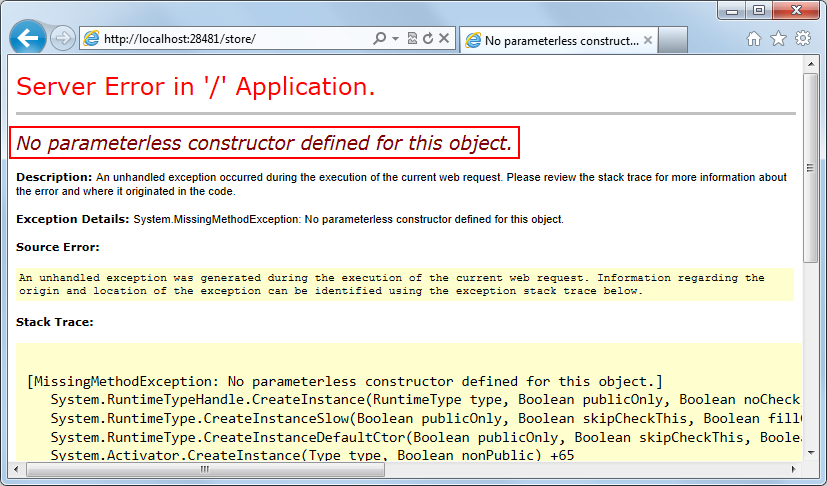 http://localhost:28481/store/
No parameterless construct...
Server Error in '/' Application.
No parameterless constructor defined for this object.
Description: An unhandled exception occurred during the execution of the current web request. Please review the stack trace for more information about
the error and where it originated in the code.
Exception Details: System.MissingMethodException: No parameterless constructor defined for this object.
Source Error:
An unhandled exception was generated during the execution of the current web request. Information regarding the
origin and location of the exception can be identified using the exception stack trace below.
Stack Trace:
[MissingMethodException: No parameterless constructor defined for this object.]
System.RuntimeTypeHandle.CreateInstance(RuntimeType type, Boolean publicOnly, Boolean noCheck
System.RuntimeType.CreateInstanceSlow(Boolean publicOnly, Boolean skipCheckThis, Boolean fill
System.RuntimeType.CreateInstanceDefaultCtor(Boolean publicOnly, Boolean skipCheckThis, Boole
System.Activator.CreateInstance(Type type, Boolean nonPublic) +65